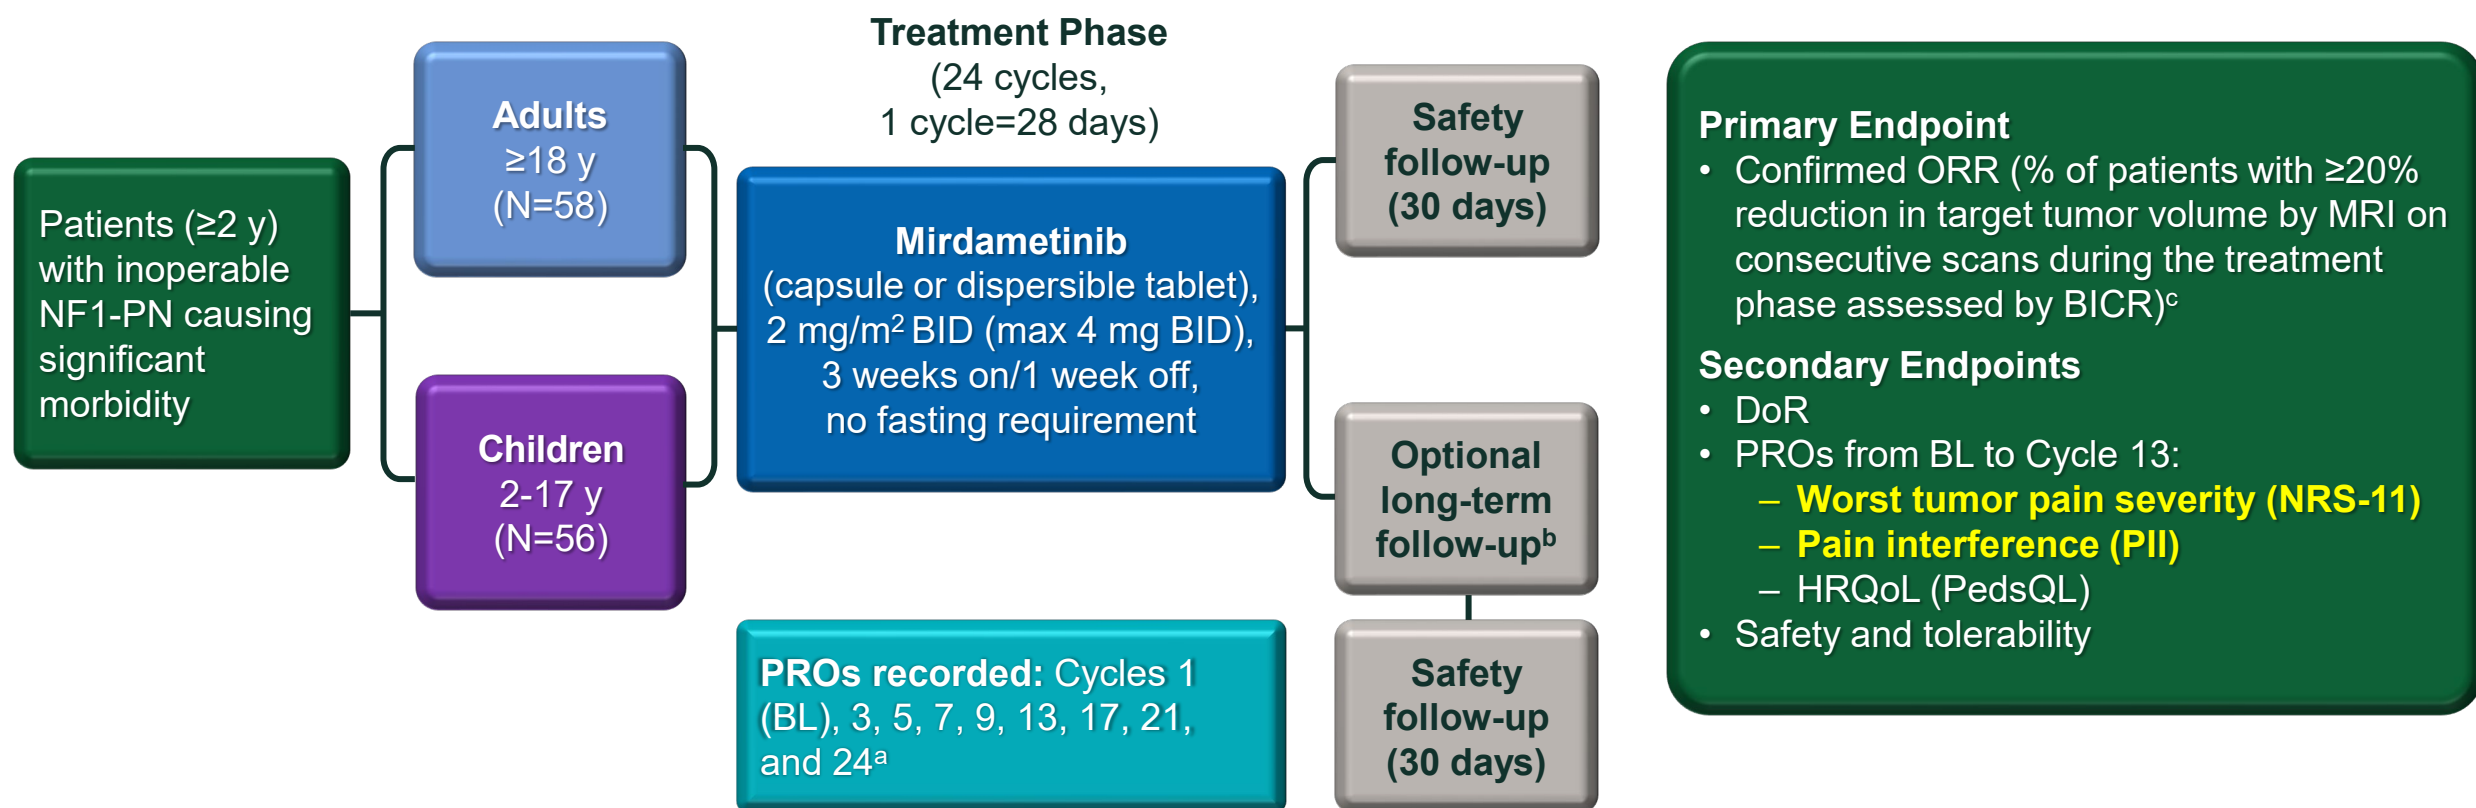 Patients (≥2 y)
with inoperable
NF1-PN causing
significant
morbidity
Adults
≥18 y
(N=58)
Children
2-17 y
(N=56)
Treatment Phase
(24 cycles,
1 cycle=28 days)
Mirdametinib
(capsule or dispersible tablet),
2 mg/m² BID (max 4 mg BID),
3 weeks on/1 week off,
no fasting requirement
PROs recorded: Cycles 1
(BL), 3, 5, 7, 9, 13, 17, 21,
and 24ᵃ
Safety
follow-up
(30 days)
Optional
long-term
follow-upᵇ
Safety
follow-up
(30 days)
Primary Endpoint
• Confirmed ORR (% of patients with ≥20%
reduction in target tumor volume by MRI on
consecutive scans during the treatment
phase assessed by BICR)ᶜ
Secondary Endpoints
• DoR
• PROs from BL to Cycle 13:
– Worst tumor pain severity (NRS-11)
– Pain interference (PII)
– HRQoL (PedsQL)
• Safety and tolerability